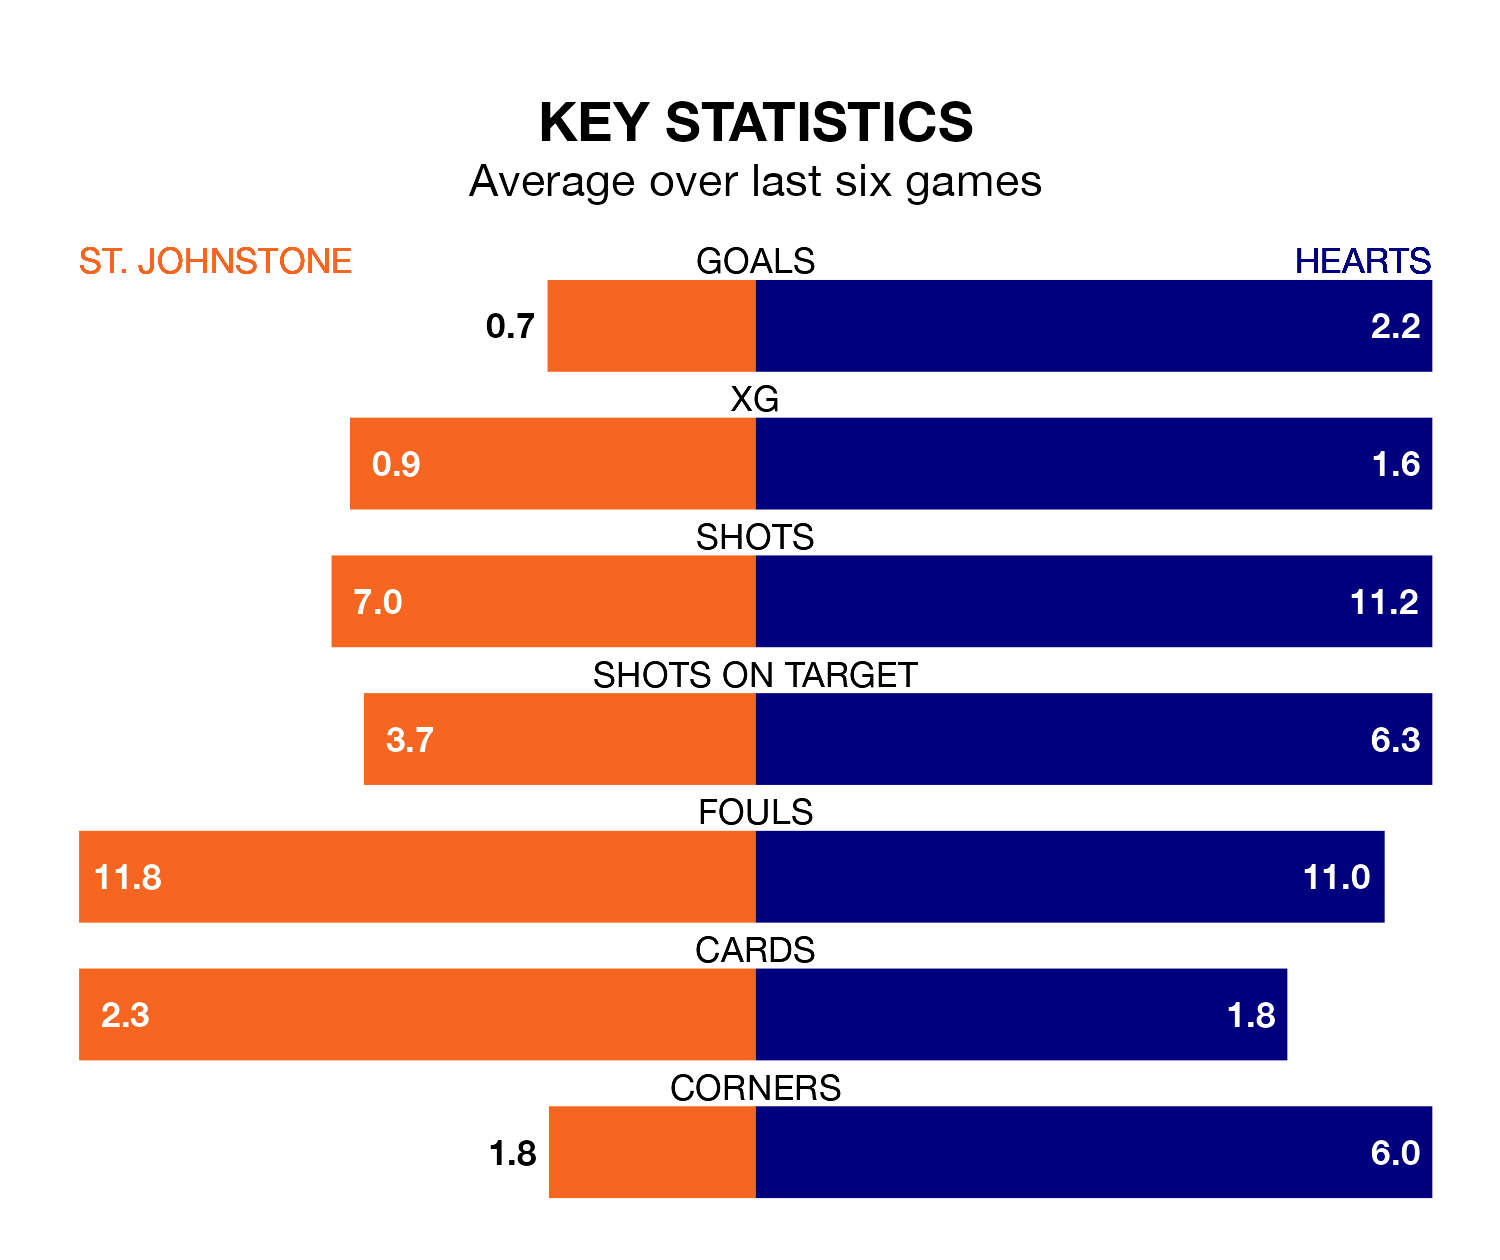 KEY STATISTICS
Average over last six games
ST. JOHNSTONE GOALS HEARTS
0.7 2.2
XG
0.9 1.6
SHOTS
7.0 11.2
SHOTS ON TARGET
3.7 6.3
FOULS
11.8 11.0
CARDS
2.3 1.8
CORNERS
1.8 6.0